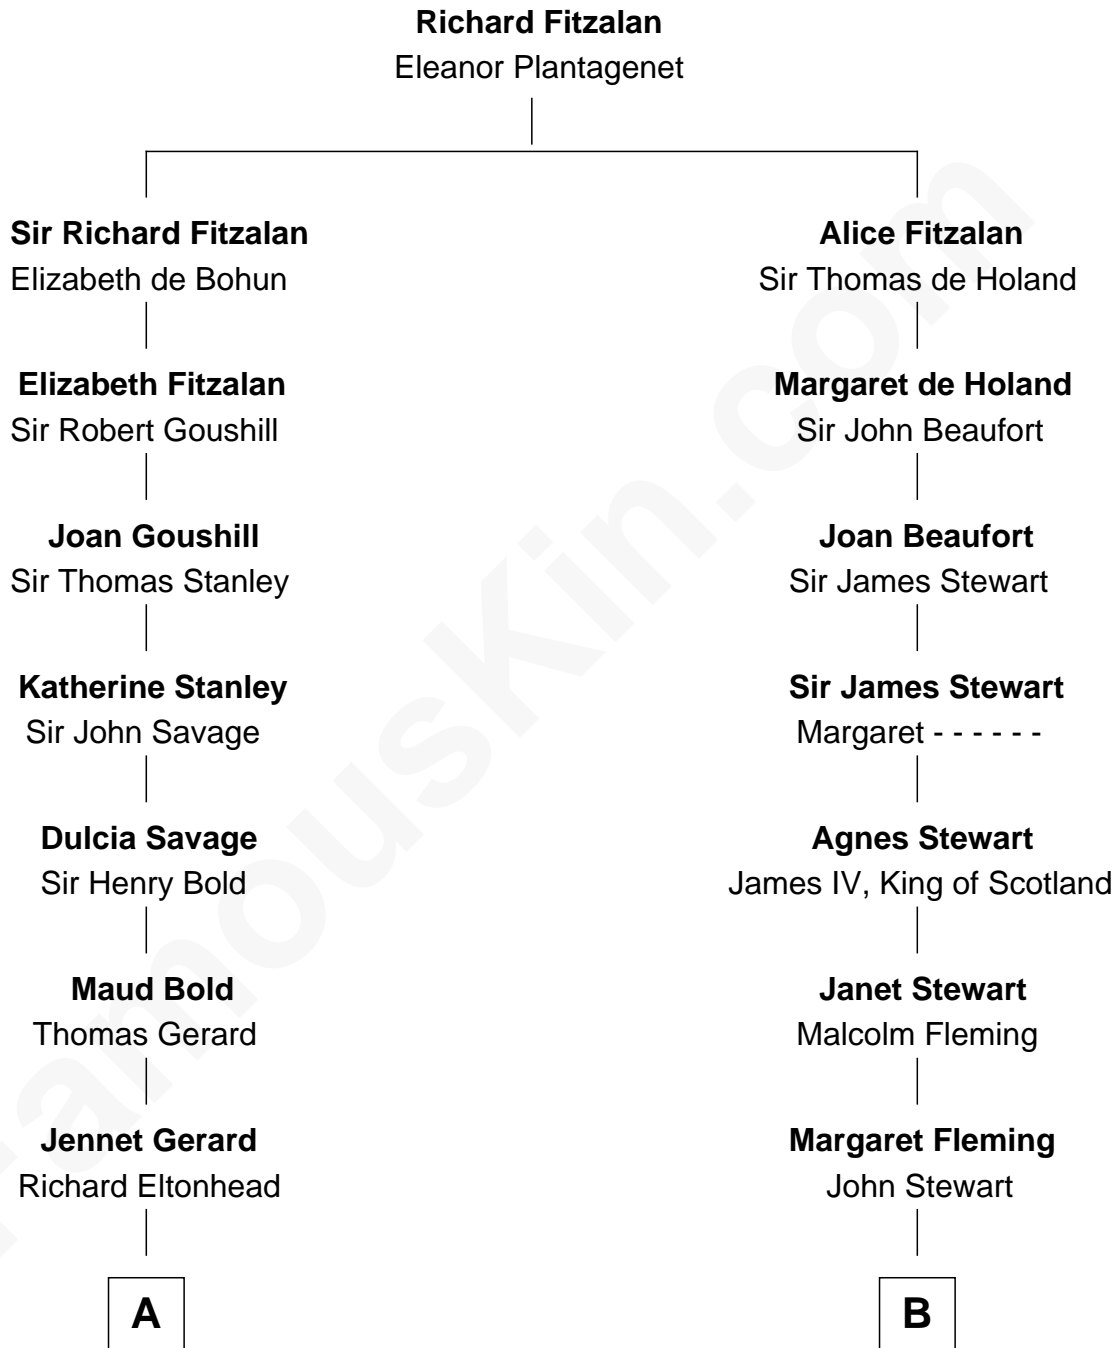 Richard Fitzalan
Eleanor Plantagenet
Sir Richard Fitzalan
Elizabeth de Bohun
Elizabeth Fitzalan
Sir Robert Goushill
Joan Goushill
Sir Thomas Stanley
Katherine Stanley
Sir John Savage
Dulcia Savage
Sir Henry Bold
Maud Bold
Thomas Gerard
Jennet Gerard
Richard Eltonhead
A
Alice Fitzalan
Sir Thomas de Holand
Margaret de Holand
Sir John Beaufort
Joan Beaufort
Sir James Stewart
Sir James Stewart
Margaret - - - - - -
Agnes Stewart
James IV, King of Scotland
Janet Stewart
Malcolm Fleming
Margaret Fleming
John Stewart
B
FamousKin.com